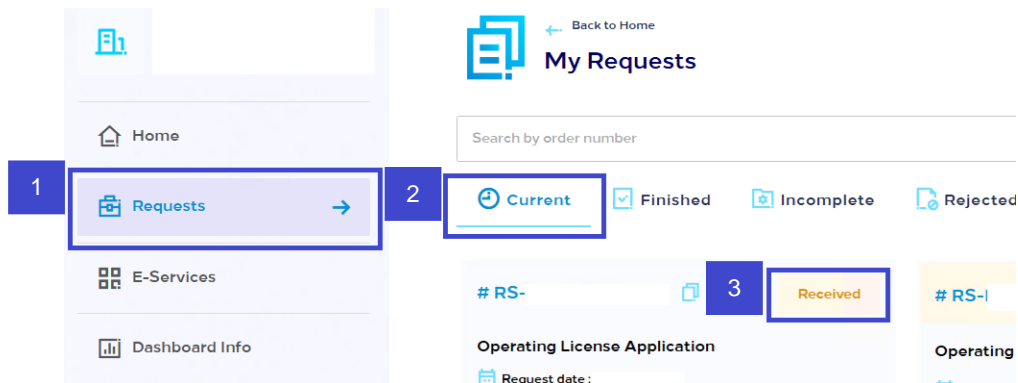 Back to Home
My Requests
Home
Search by order number
1
Requests
2
Current
Finished
Incomplete
Rejected
E-Services
# RS-
3
Received
# RS-
Dashboard Info
Operating License Application
Operating
Request date :